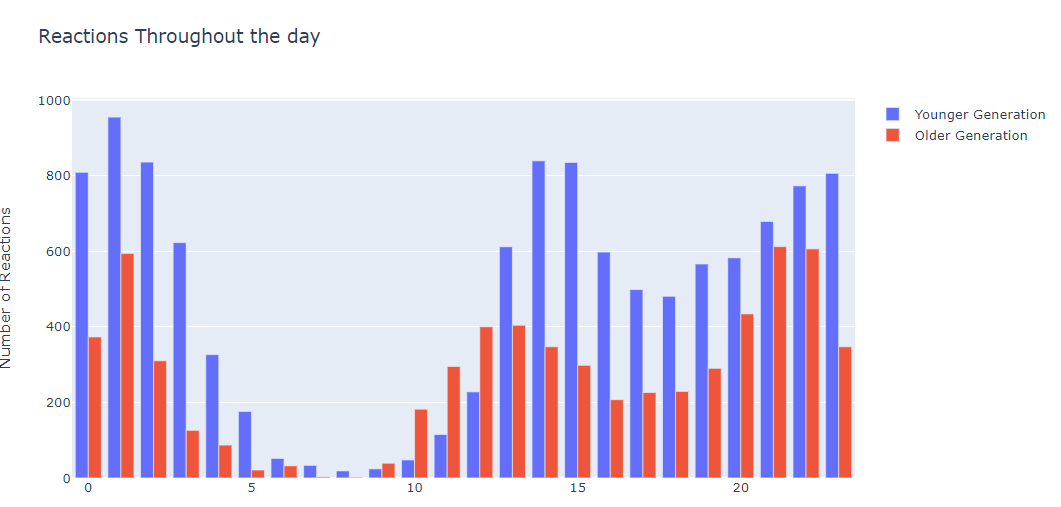 Reactions Throughout the day
Number of Reactions
1000
800
600
400
200
0
0
5
10
15
20
Younger Generation
Older Generation